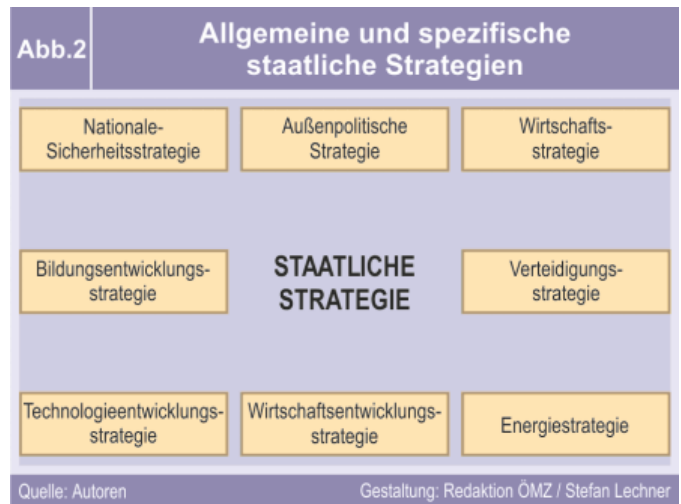 Abb.2
Allgemeine und spezifische
staatliche Strategien
Nationale-
Sicherheitsstrategie
Außenpolitische
Strategie
Wirtschafts-
strategie
Bildungsentwicklungs-
strategie
STAATLICHE
STRATEGIE
Verteidigungs-
strategie
Technologieentwicklungs-
strategie
Wirtschaftsentwicklungs-
strategie
Energiestrategie
Quelle: Autoren
Gestaltung: Redaktion ÖMZ / Stefan Lechner